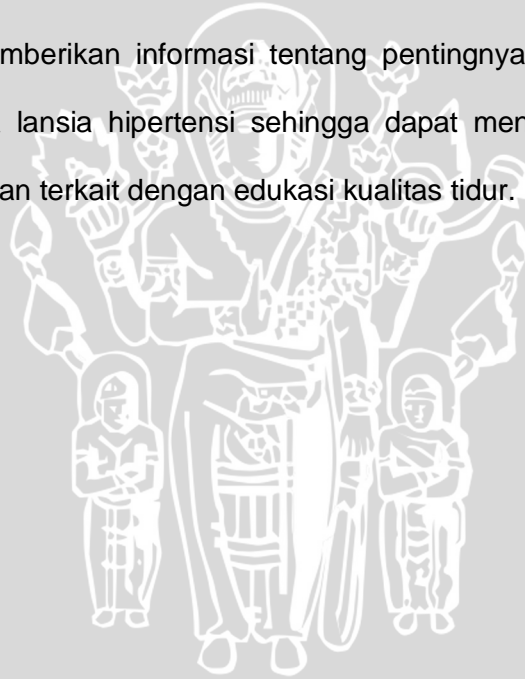 mberikan informasi tentang pentingnya
lansia hipertensi sehingga dapat men
an terkait dengan edukasi kualitas tidur.